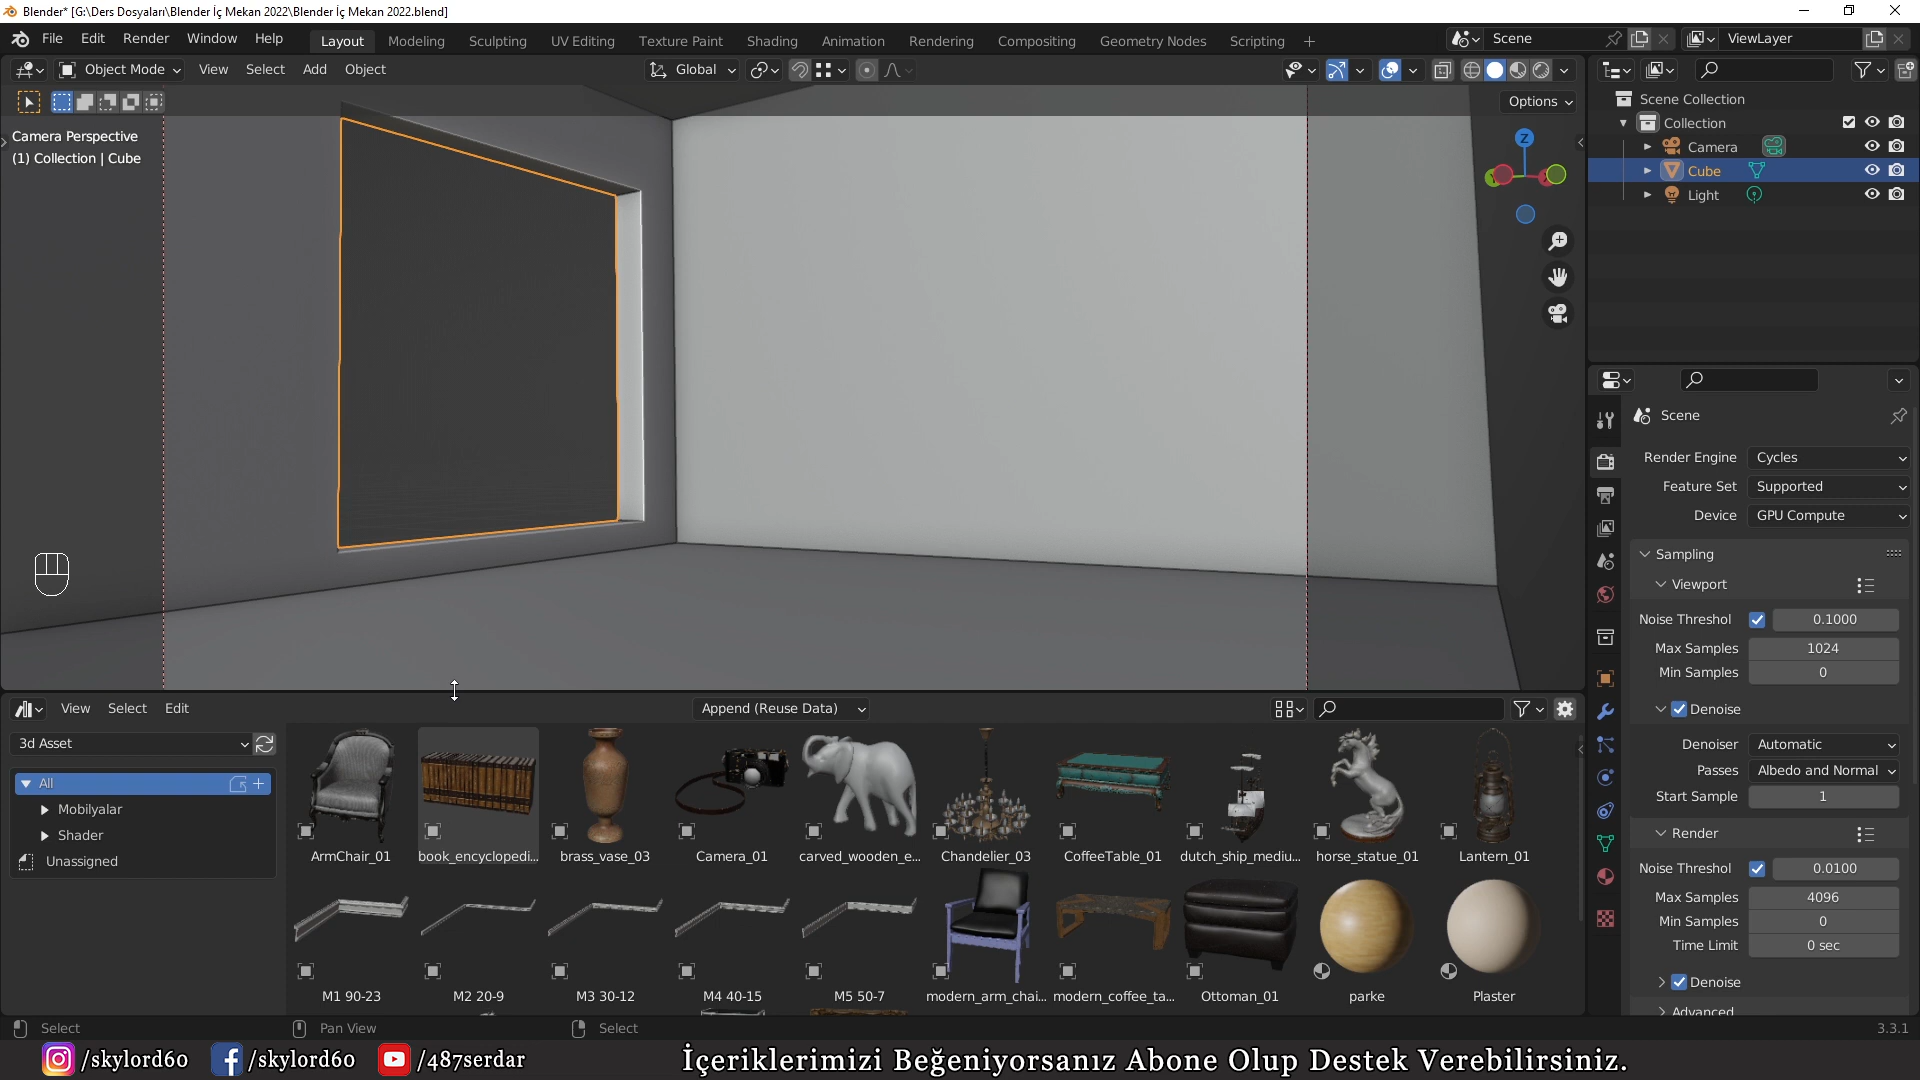 Blender* [G:\Ders Dosyaları\Blender İç Mekan 2022\Blender İç Mekan 2022.blend]
File Edit Render Window Help
Layout Modeling Sculpting UV Editing Texture Paint Shading Animation Rendering Compositing Geometry Nodes Scripting +
Scene
ViewLayer
Object Mode View Select Add Object
Global
Options
Camera Perspective
(1) Collection | Cube
Z
Scene Collection
Collection
Camera
Cube
Light
Scene
Render Engine Cycles
Feature Set Supported
Device GPU Compute
Sampling
Viewport
Noise Threshol 0.1000
Max Samples 1024
Min Samples 0
Denoise
Denoiser Automatic
Passes Albedo and Normal
Start Sample 1
Render
Noise Threshol 0.0100
Max Samples 4096
Min Samples 0
Time Limit 0 sec
Denoise
Advanced
View Select Edit
Append (Reuse Data)
3d Asset
All
Mobilyalar
Shader
Unassigned
ArmChair_01 book_encyclopedi... brass_vase_03 Camera_01 carved_wooden_e... Chandelier_03 CoffeeTable_01 dutch_ship_mediu... horse_statue_01 Lantern_01
M1 90-23 M2 20-9 M3 30-12 M4 40-15 M5 50-7 modern_arm_chai... modern_coffee_ta... Ottoman_01 parke Plaster
Select Pan View Select 3.3.1
/skylord60 /skylord60 /487serdar İçeriklerimizi Beğeniyorsanız Abone Olup Destek Verebilirsiniz.